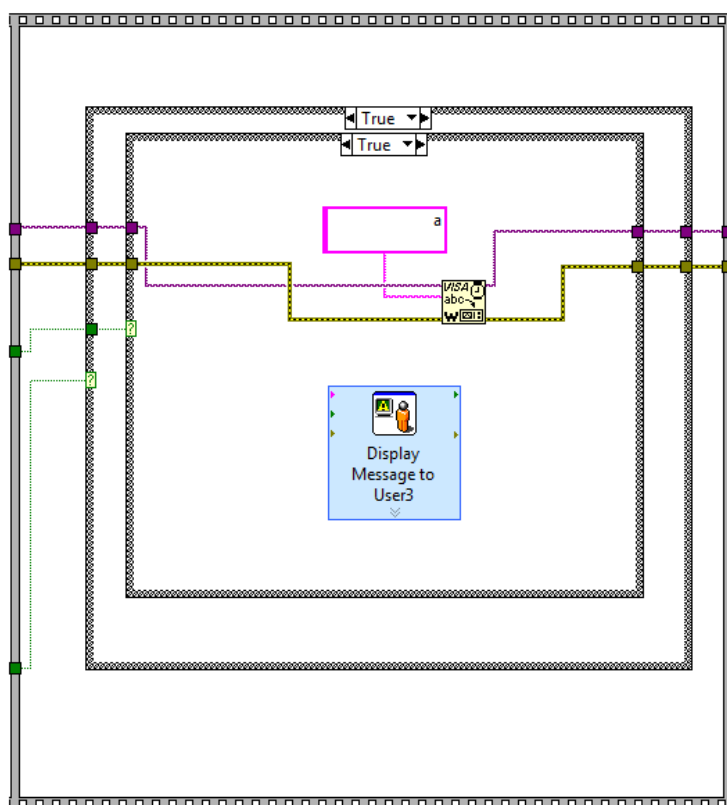 True
True
a
VISA
abc
W
A
Display
Message to
User3